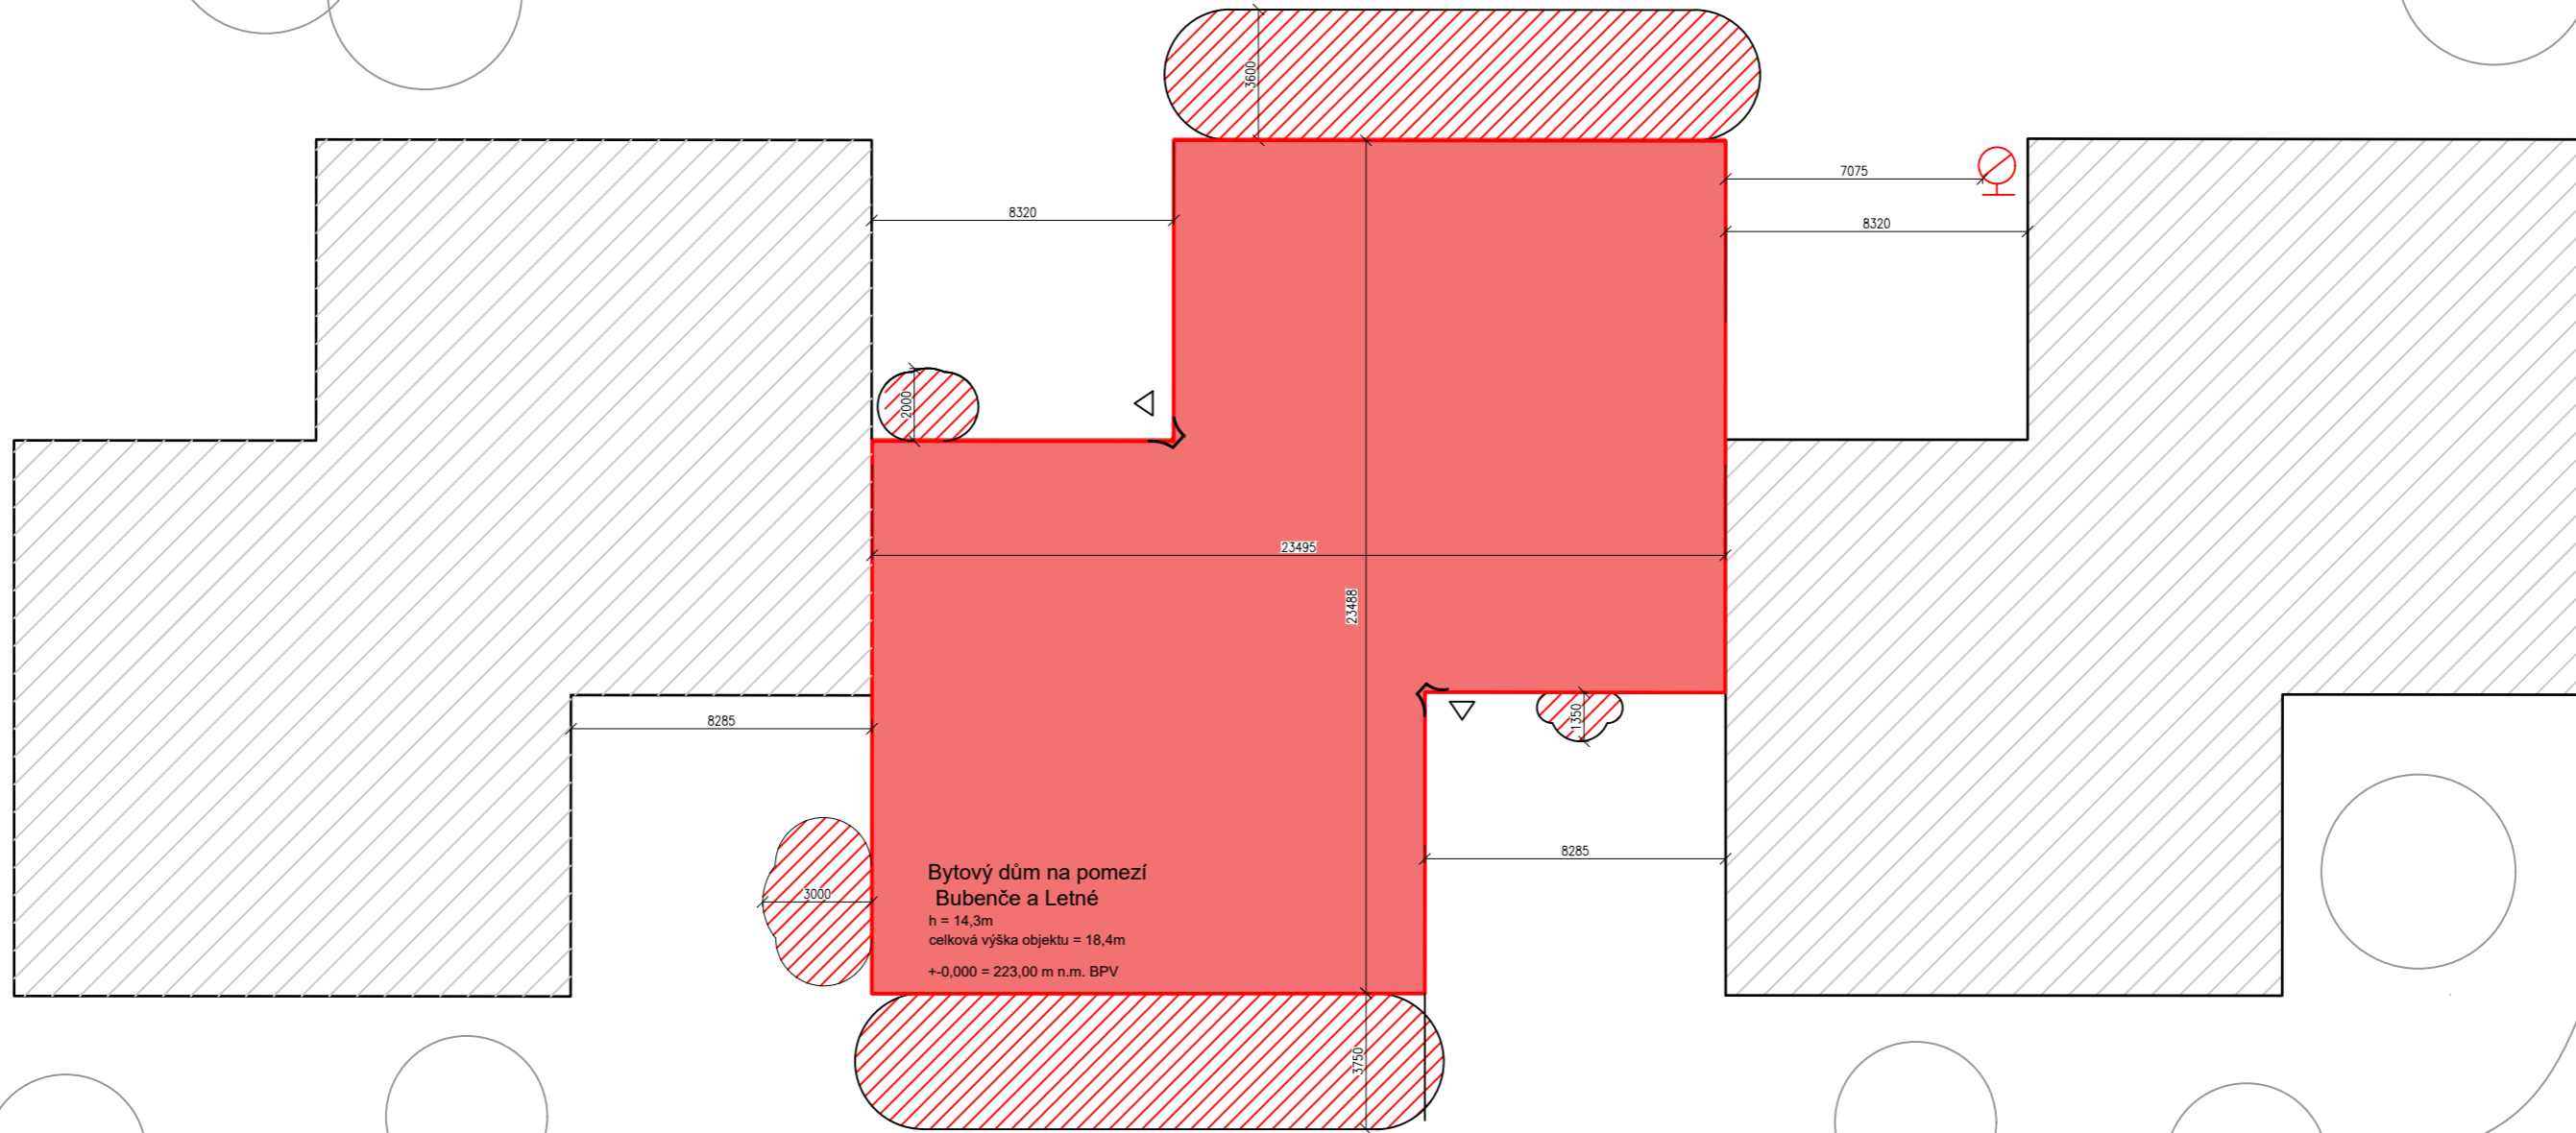 3600
7075
8320
8320
2000
23495
23488
8285
1350
8285
3000
Bytový dům na pomezí
Bubenče a Letné
h = 14,3m
celková výška objektu = 18,4m
+-0,000 = 223,00 m n.m. BPV
3750